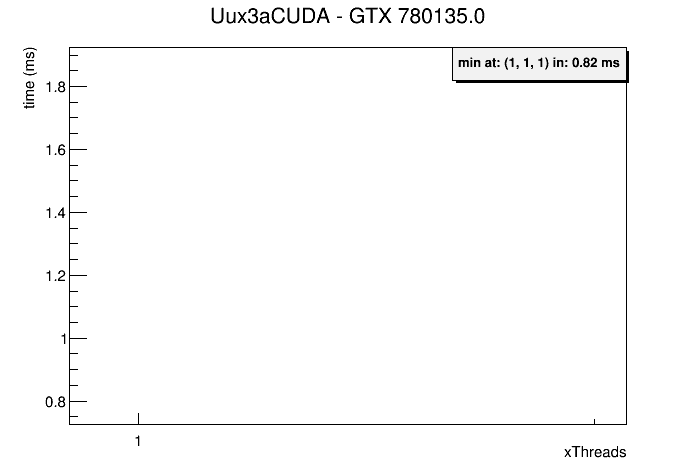 Uux3aCUDA - GTX 780135.0
time (ms)
min at: (1, 1, 1) in: 0.82 ms
1.8
1.6
1.4
1.2
1
0.8
1
xThreads